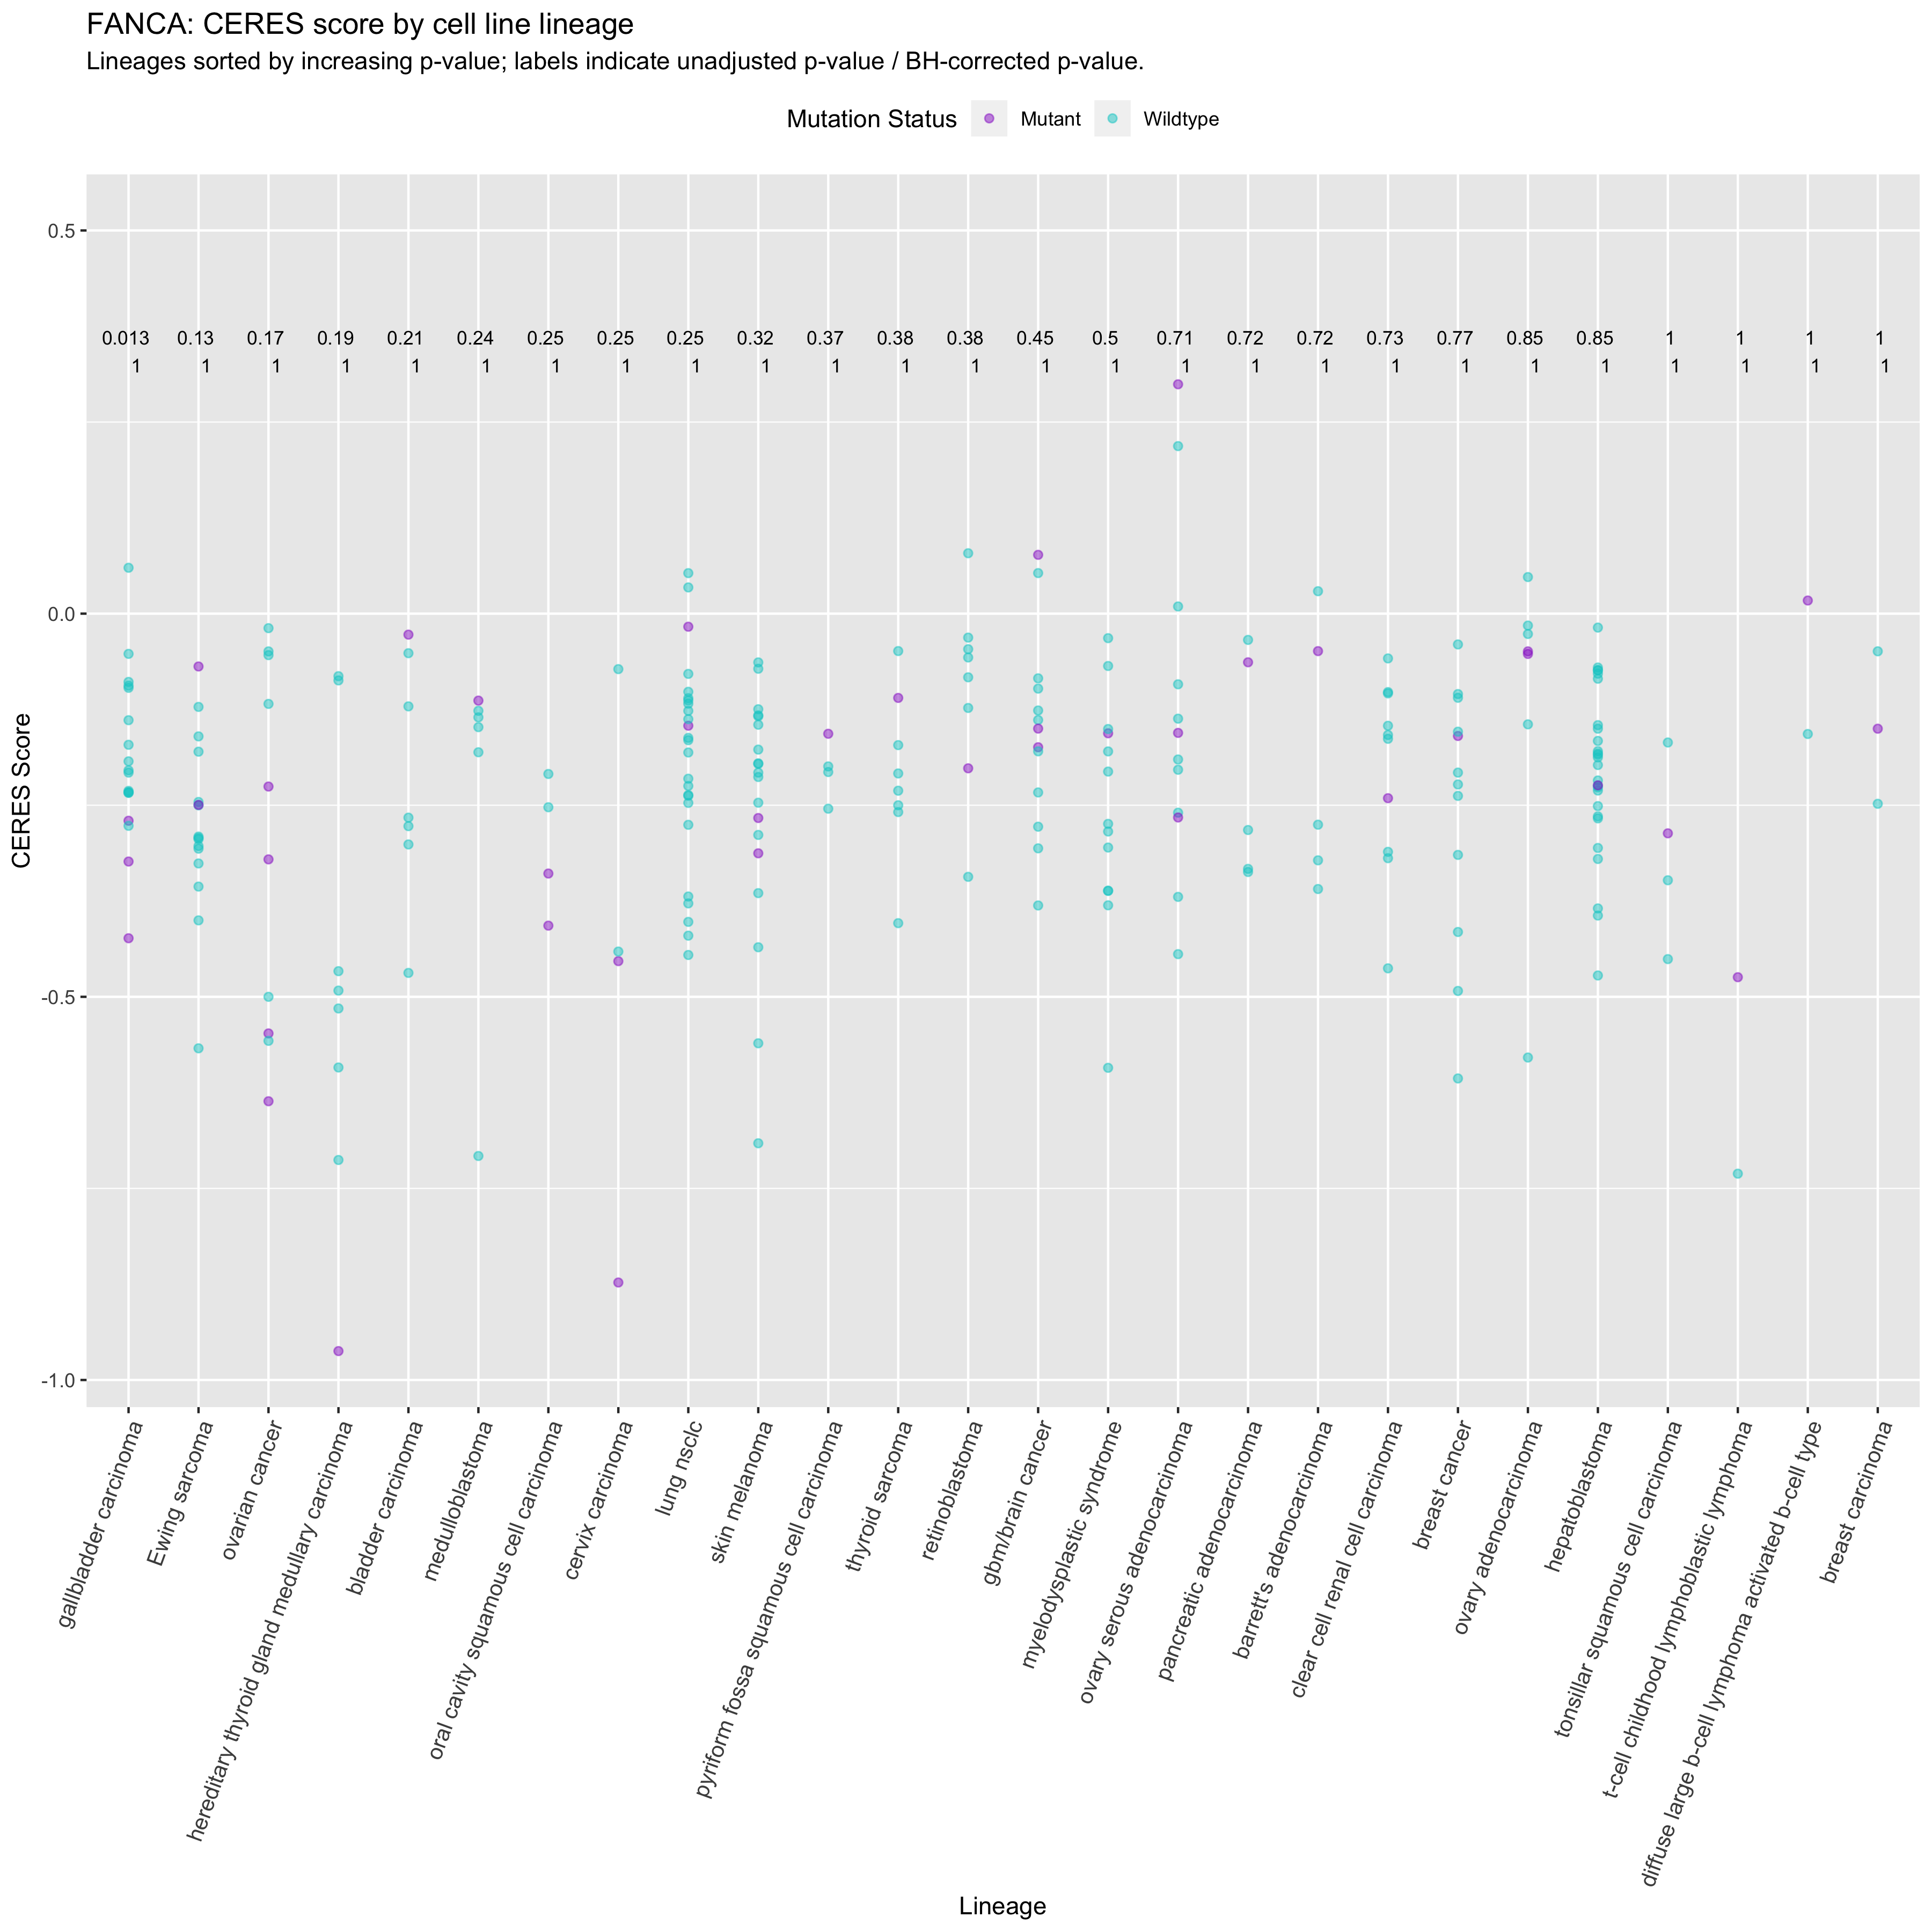 FANCA: CERES score by cell line lineage
Lineages sorted by increasing p-value; labels indicate unadjusted p-value / BH-corrected p-value.
Mutation Status Mutant Wildtype
0.5
0.013 0.13 0.17 0.19 0.21 0.24 0.25 0.25 0.25 0.32 0.37 0.38 0.38 0.45 0.5 0.71 0.72 0.72 0.73 0.77 0.85 0.85 1 1 1 1
1 1 1 1 1 1 1 1 1 1 1 1 1 1 1 1 1 1 1 1 1 1 1 1 1 1
0.0
CERES Score
-0.5
-1.0
gallbladder carcinoma
Ewing sarcoma
ovarian cancer
hereditary thyroid gland medullary carcinoma
bladder carcinoma
medulloblastoma
oral cavity squamous cell carcinoma
cervix carcinoma
lung nsclc
skin melanoma
pyriform fossa squamous cell carcinoma
thyroid sarcoma
retinoblastoma
gbm/brain cancer
myelodysplastic syndrome
ovary serous adenocarcinoma
pancreatic adenocarcinoma
barrett's adenocarcinoma
clear cell renal cell carcinoma
breast cancer
ovary adenocarcinoma
hepatoblastoma
tonsillar squamous cell carcinoma
t-cell childhood lymphoblastic lymphoma
diffuse large b-cell lymphoma activated b-cell type
breast carcinoma
Lineage